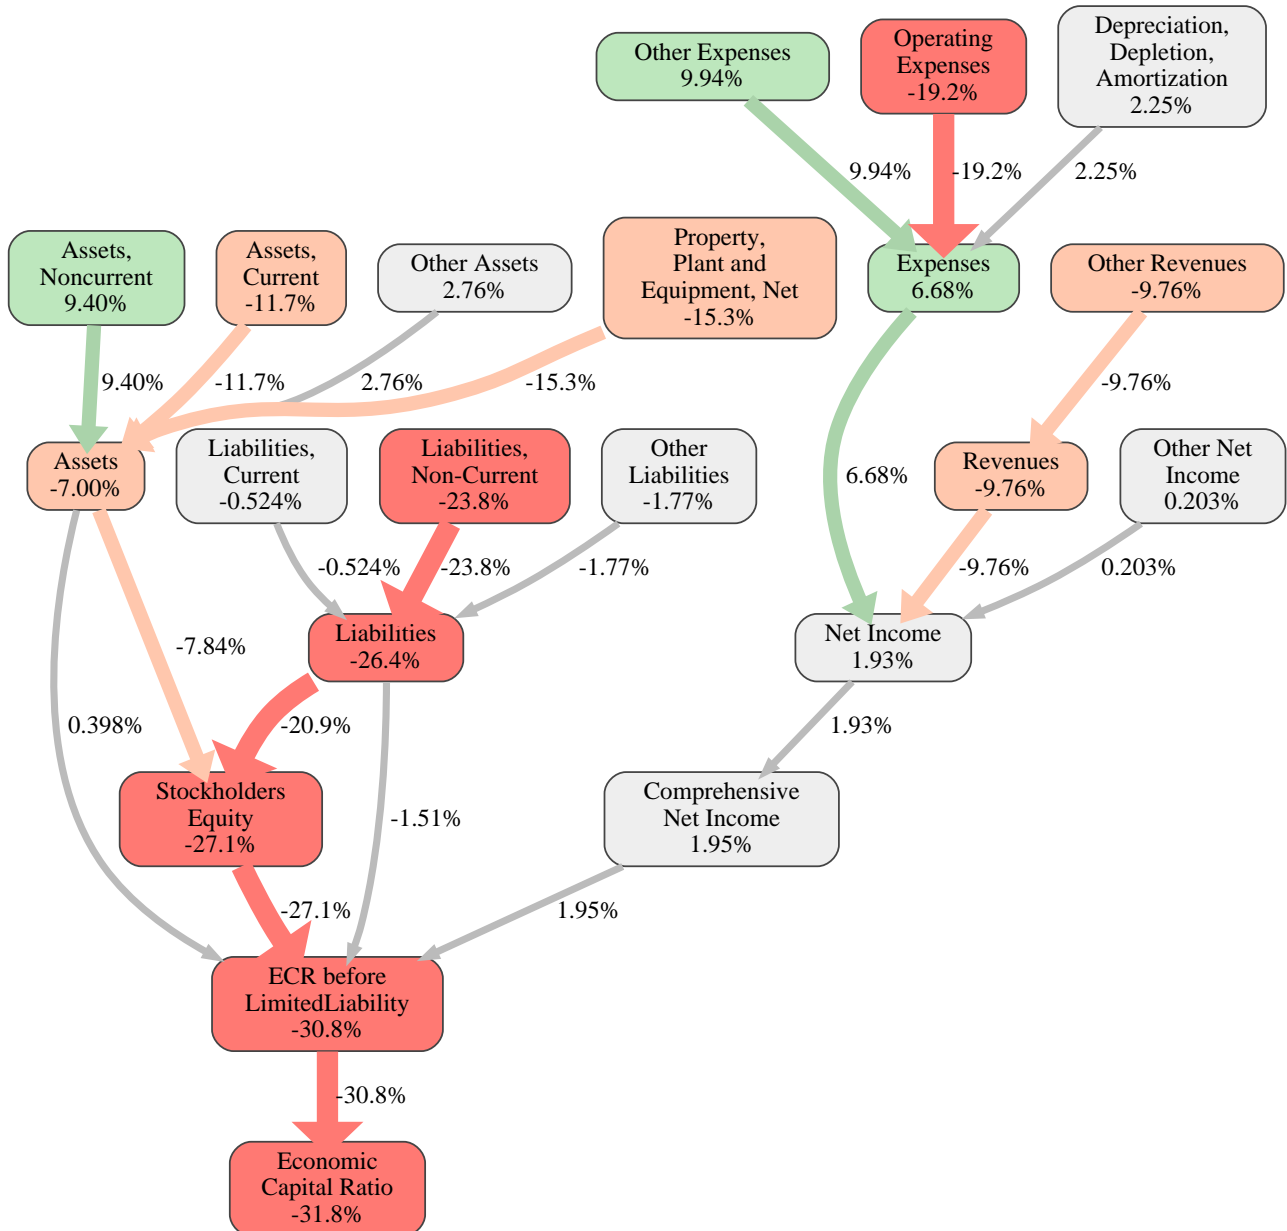 Other Expenses
9.94%
Operating
Expenses
-19.2%
Depreciation,
Depletion,
Amortization
2.25%
9.94%
-19.2%
2.25%
Assets,
Noncurrent
9.40%
Assets,
Current
-11.7%
Other Assets
2.76%
Property,
Plant and
Equipment, Net
-15.3%
Expenses
6.68%
Other Revenues
-9.76%
9.40%
-11.7%
2.76%
-15.3%
-9.76%
Assets
-7.00%
Liabilities,
Current
-0.524%
Liabilities,
Non-Current
-23.8%
Other
Liabilities
-1.77%
6.68%
Revenues
-9.76%
Other Net
Income
0.203%
-0.524%
-23.8%
-1.77%
-9.76%
0.203%
Liabilities
-26.4%
Net Income
1.93%
-7.84%
0.398%
-20.9%
1.93%
Stockholders
Equity
-27.1%
-1.51%
Comprehensive
Net Income
1.95%
-27.1%
1.95%
ECR before
LimitedLiability
-30.8%
-30.8%
Economic
Capital Ratio
-31.8%